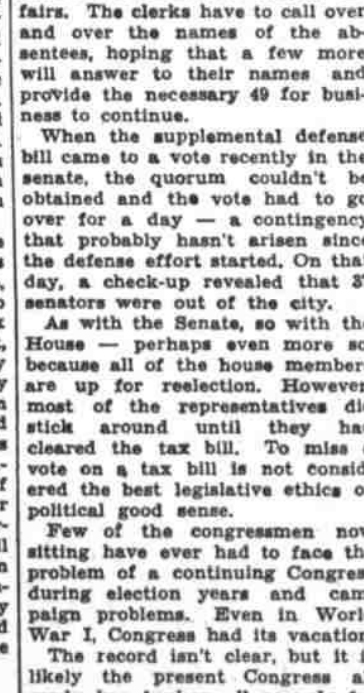 fairs. The clerks have to call over
and over the names of the ab-
sentees, hoping that a few more
will answer to their names and
provide the necessary 49 for busi-
ness to continue.
When the supplemental defense
bill came to a vote recently in the
senate, the quorum couldn't be
obtained and the vote had to go
over for a day — a contingency
that probably hasn't arisen since
the defense effort started. On that
day, a check-up revealed that
senators were out of the city.
As with the Senate, so with the
House — perhaps even more so
because all of the house member
are up for reelection. However
most of the representatives di
stick around until they ha
cleared the tax bill. To miss
vote on a tax bill is not consid
ered the best legislative ethics o
political good sense.
Few of the congressmen now
sitting have ever had to face th
problem of a continuing Congres
during election years and cam
paign problems. Even in Worl
War I, Congress had its vacation
The record isn't clear, but it i
likely the present Congress